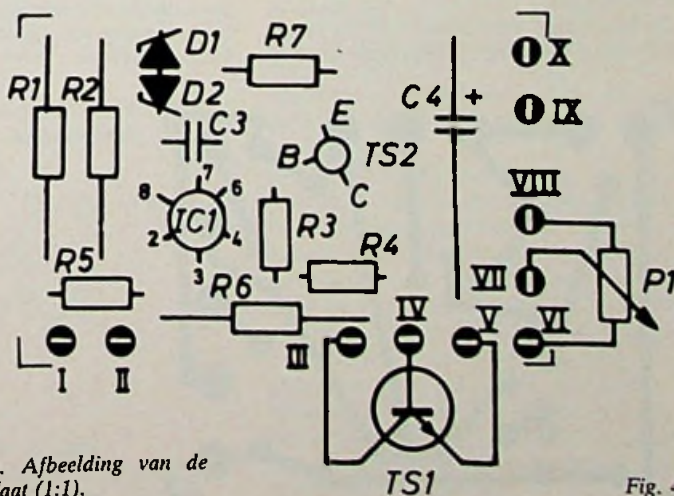 D1
R7
X
R1
R2
D2
C4 +
IX
C3
E
B
TS2
C
VIII
7
8
6
IC1
2
4
3
R3
R5
R4
VII
P1
R6
IV
V
VI
III
I
II
. Afbeelding van de
laat (1:1).
TS1
Fig. 4